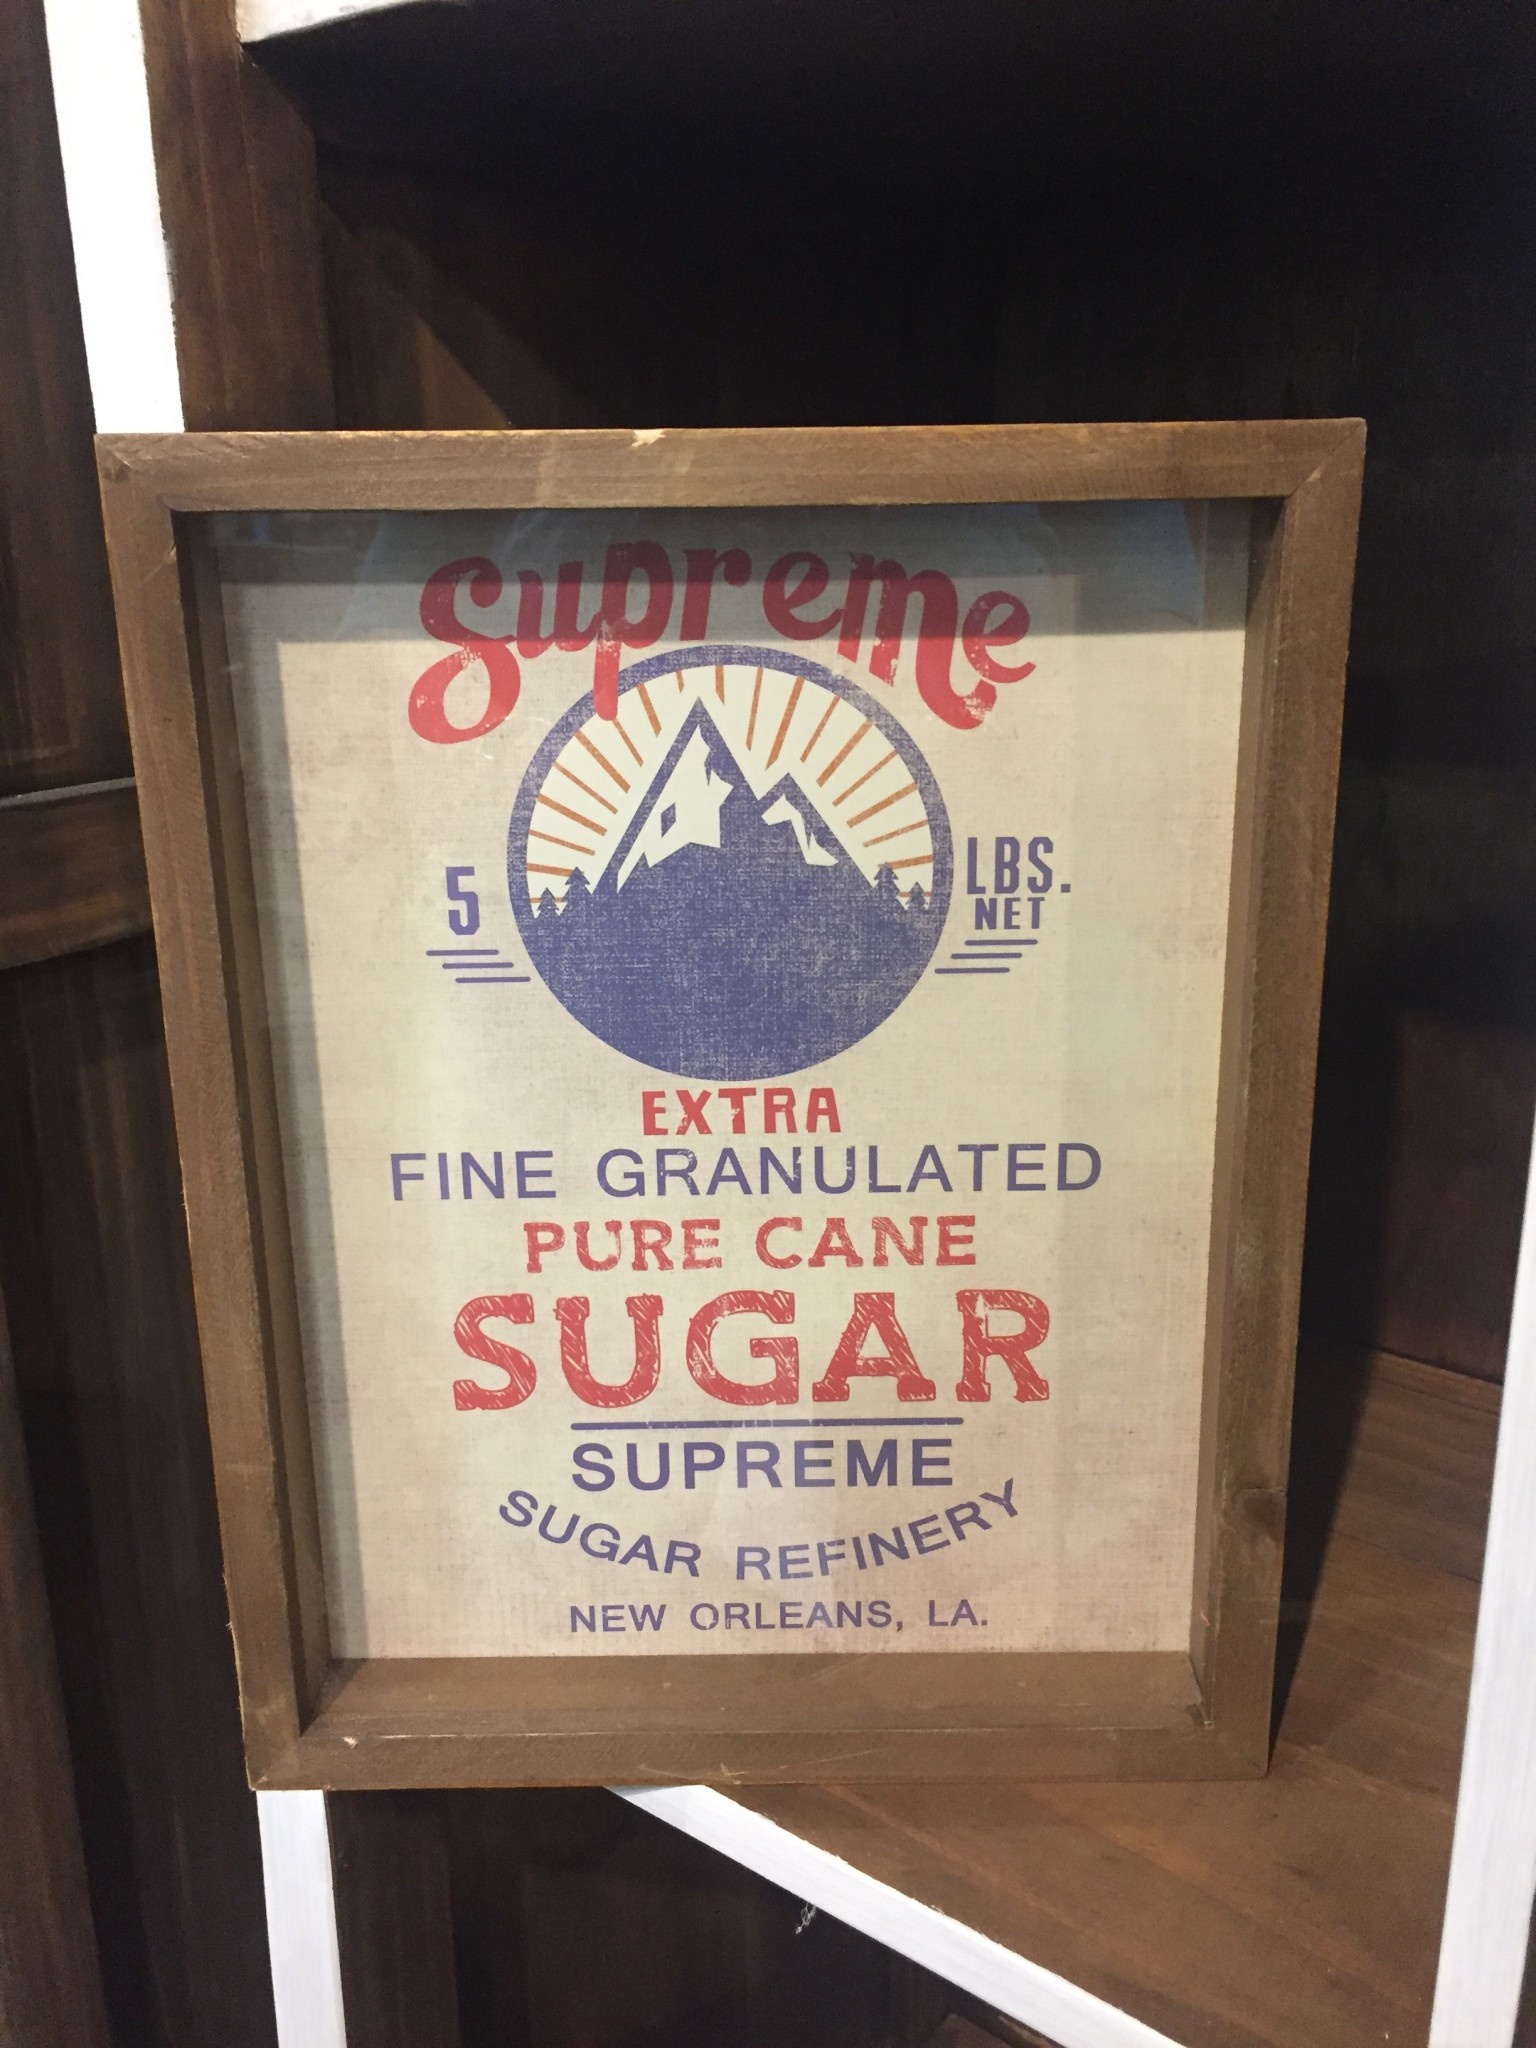 Supreme
5 LBS.
NET
EXTRA
FINE GRANULATED
PURE CANE
SUGAR
SUPREME
SUGAR REFINERY
NEW ORLEANS, LA.